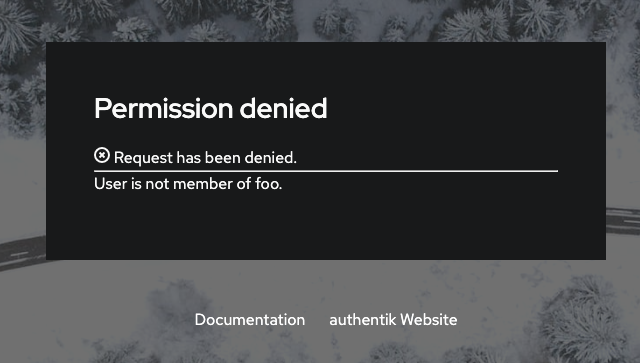 Permission denied
Request has been denied.
User is not member of foo.
Documentation authentik Website